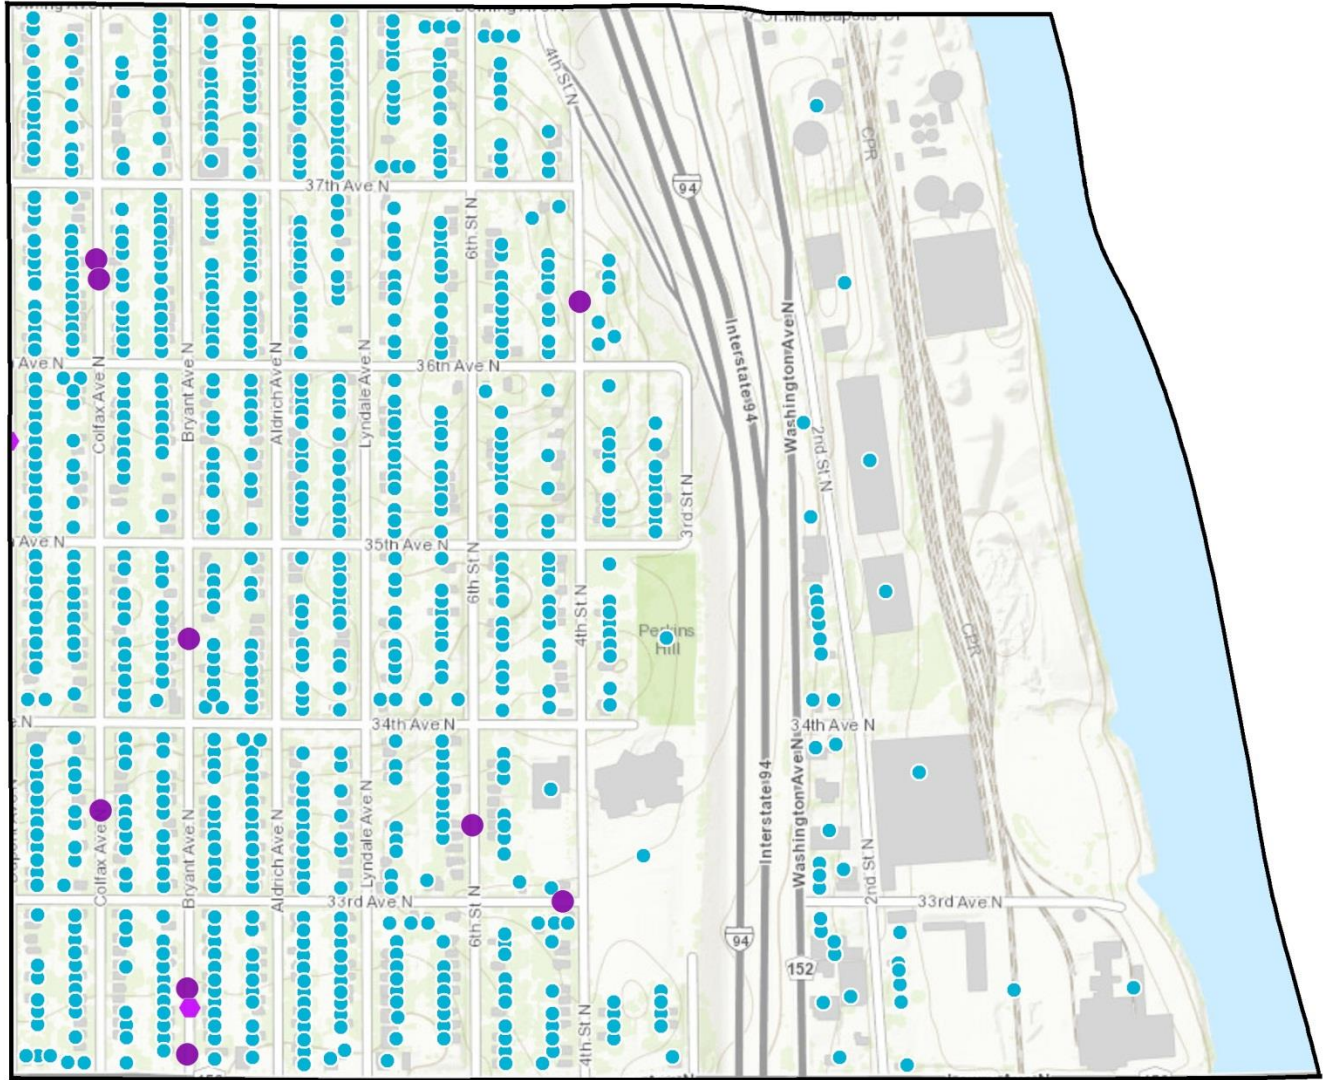 4th St N
CPR
37th Ave N
94
6th St N
Interstate 94
Washington Ave N
36th Ave N
Ave N
Colfax Ave N
Bryant Ave N
Aldrich Ave N
Lyndale Ave N
2nd St N
3rd St N
Ave N
35th Ave N
6th St N
4th St N
Perkins
Hill
CPR
34th Ave N
34th Ave N
Interstate 94
Washington Ave N
Colfax Ave
Bryant Ave N
Aldrich Ave N
Lyndale Ave N
2nd St N
33rd Ave N
33rd Ave N
6th St N
94
152
4th St N